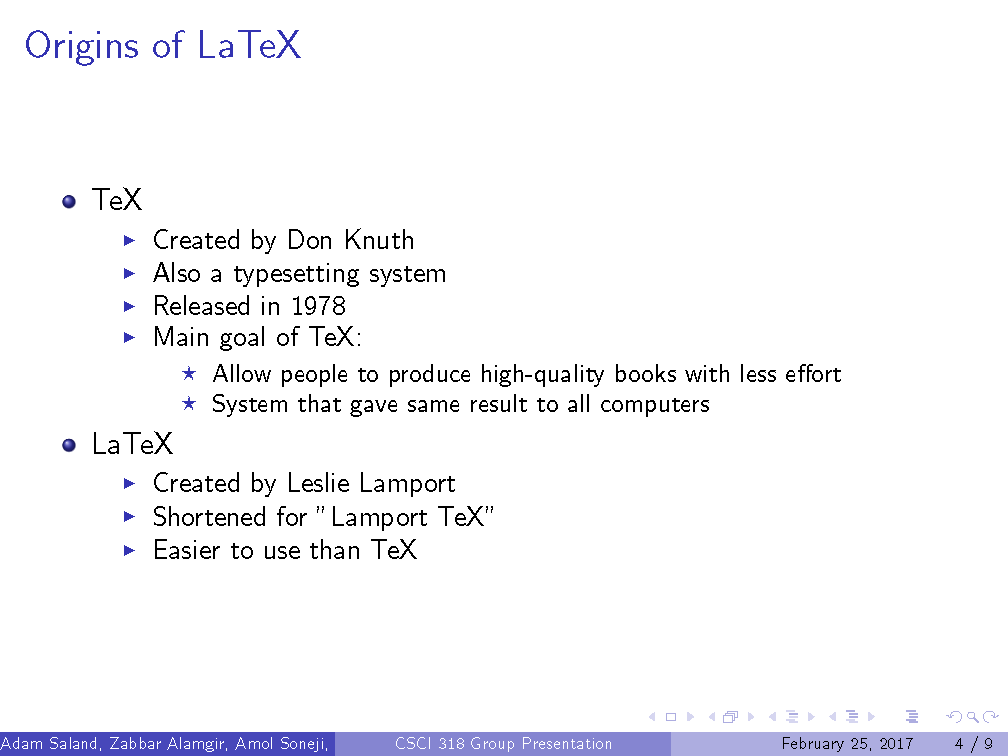 Origins of LaTeX
TeX
Created by Don Knuth
Also a typesetting system
Released in 1978
Main goal of TeX:
Allow people to produce high-quality books with less effort
System that gave same result to all computers
LaTeX
Created by Leslie Lamport
Shortened for ”Lamport TeX”
Easier to use than TeX
Adam Saland, Zabbar Alamgir, Amol Soneji, CSCI 318 Group Presentation February 25, 2017 4 / 9